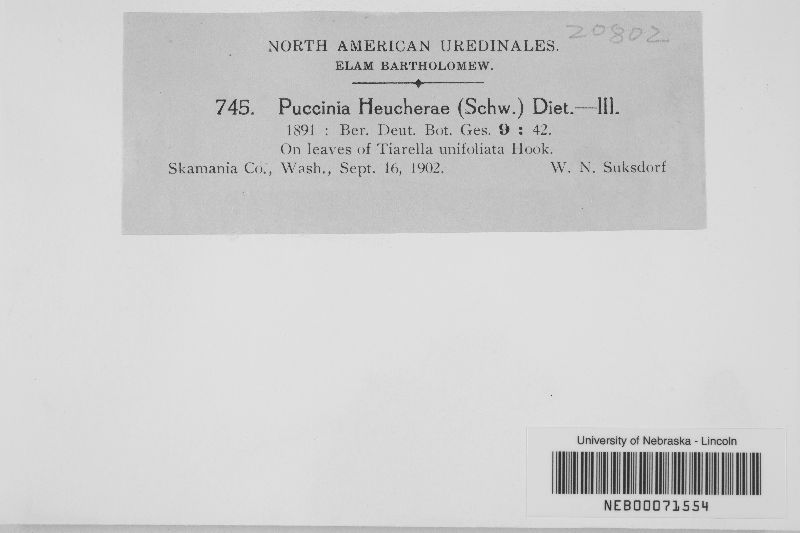 20802
NORTH AMERICAN UREDINALES.
ELAM BARTHOLOMEW.
745. Puccinia Heucherae (Schw.) Diet.—III.
1891 : Ber. Deut. Bot. Ges. 9 : 42.
On leaves of Tiarella unifoliata Hook.
Skamania Co., Wash., Sept. 16, 1902. W. N. Suksdorf
University of Nebraska - Lincoln
NEB00071554